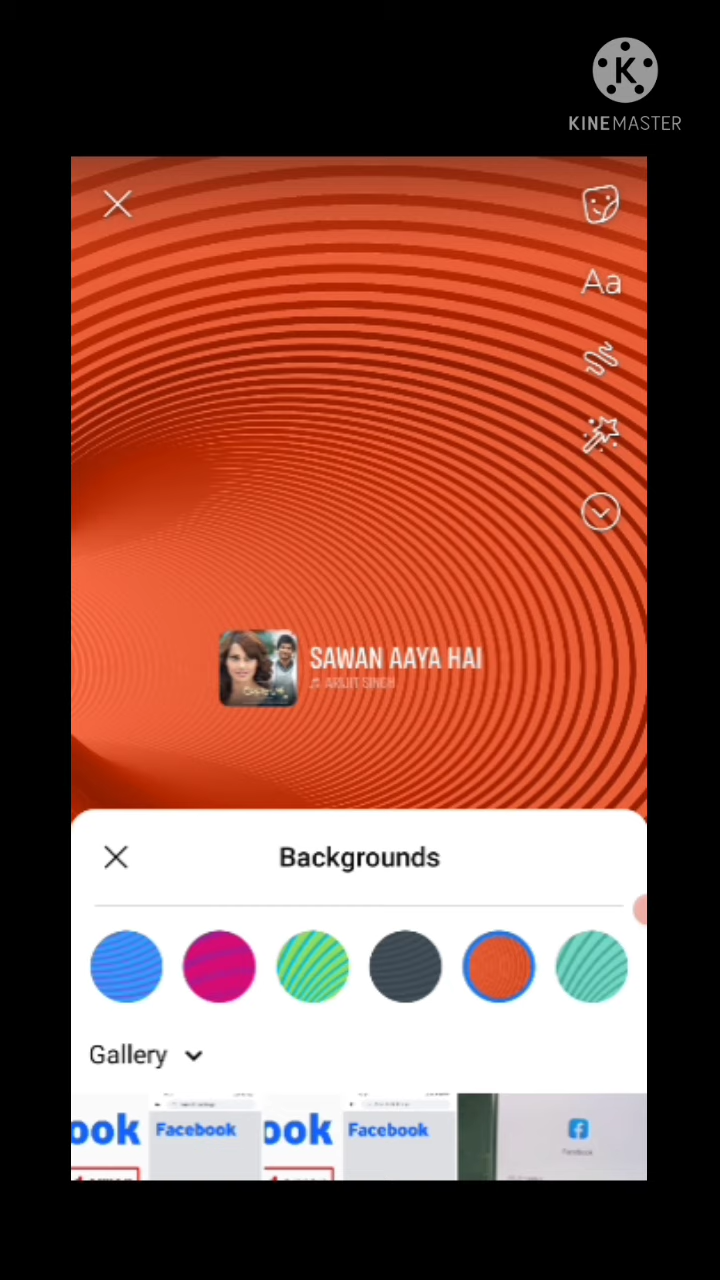 KINEMASTER
Aa
SAWAN AAYA HAI
ARIJIT SINGH
Backgrounds
Gallery
ook
Facebook
ook
Facebook